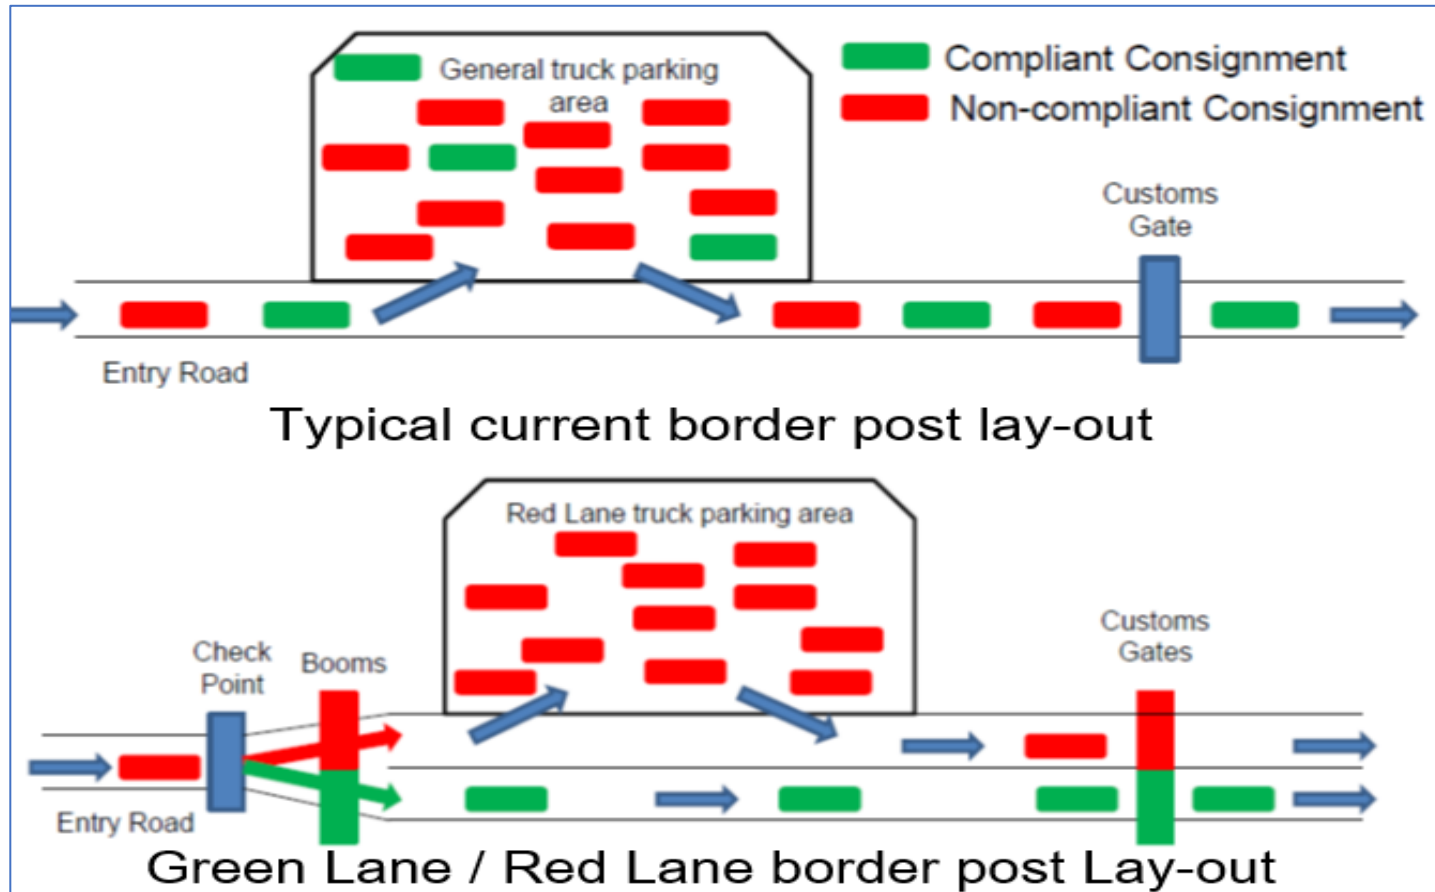 General truck parking
area
Compliant Consignment
Non-compliant Consignment
Customs
Gate
Entry Road
Typical current border post lay-out
Red Lane truck parking area
Check
Point
Booms
Customs
Gates
Entry Road
Green Lane / Red Lane border post Lay-out